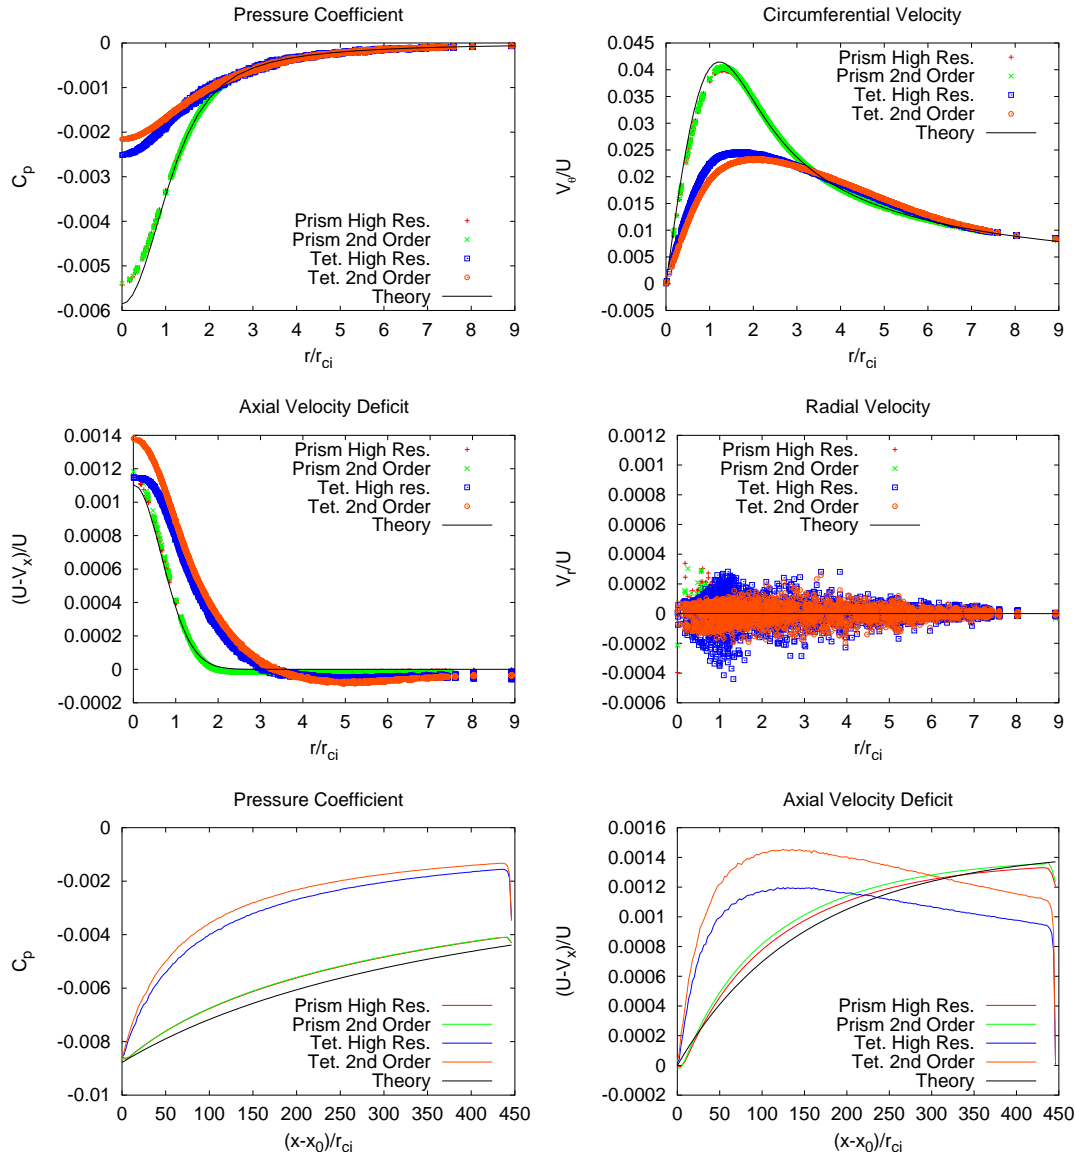 Pressure Coefficient
0
-0.001
-0.002
-0.003
-0.004
-0.005
-0.006
C_p
Prism High Res.
Prism 2nd Order
Tet. High Res.
Tet. 2nd Order
Theory
0 1 2 3 4 5 6 7 8 9
r/r_ci
Circumferential Velocity
0.045
0.04
0.035
0.03
0.025
0.02
0.015
0.01
0.005
0
-0.005
V_θ/U
Prism High Res.
Prism 2nd Order
Tet. High Res.
Tet. 2nd Order
Theory
0 1 2 3 4 5 6 7 8 9
r/r_ci
Axial Velocity Deficit
0.0014
0.0012
0.001
0.0008
0.0006
0.0004
0.0002
0
-0.0002
(U-V_x)/U
Prism High Res.
Prism 2nd Order
Tet. High res.
Tet. 2nd Order
Theory
0 1 2 3 4 5 6 7 8 9
r/r_ci
Radial Velocity
0.0012
0.001
0.0008
0.0006
0.0004
0.0002
0
-0.0002
-0.0004
-0.0006
V_r/U
Prism High Res.
Prism 2nd Order
Tet. High Res.
Tet. 2nd Order
Theory
0 1 2 3 4 5 6 7 8 9
r/r_ci
Pressure Coefficient
0
-0.002
-0.004
-0.006
-0.008
-0.01
C_p
Prism High Res.
Prism 2nd Order
Tet. High Res.
Tet. 2nd Order
Theory
0 50 100 150 200 250 300 350 400 450
(x-x_0)/r_ci
Axial Velocity Deficit
0.0016
0.0014
0.0012
0.001
0.0008
0.0006
0.0004
0.0002
0
-0.0002
(U-V_x)/U
Prism High Res.
Prism 2nd Order
Tet. High Res.
Tet. 2nd Order
Theory
0 50 100 150 200 250 300 350 400 450
(x-x_0)/r_ci